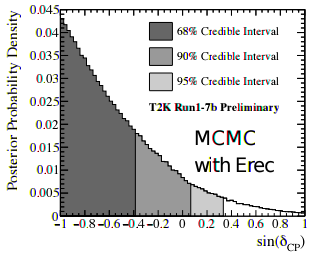 Posterior Probability Density
0.045
0.04
0.035
0.03
0.025
0.02
0.015
0.01
0.005
0
68% Credible Interval
90% Credible Interval
95% Credible Interval
T2K Run1-7b Preliminary
MCMC
with Erec
-1 -0.8 -0.6 -0.4 -0.2 0 0.2 0.4 0.6 0.8 1
sin(δCP)